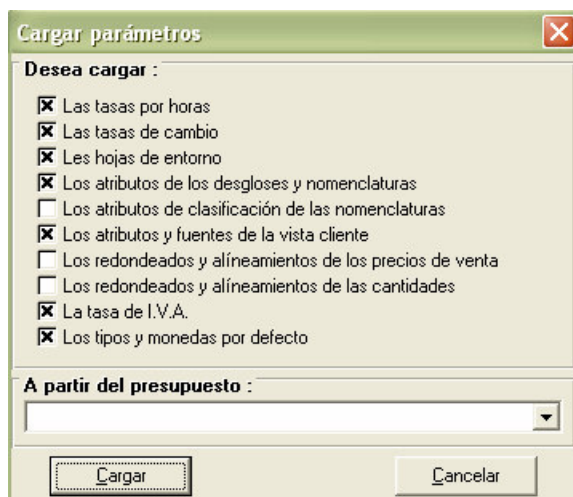 Cargar parámetros
Desea cargar :
Las tasas por horas
Las tasas de cambio
Les hojas de entorno
Los atributos de los desgloses y nomenclaturas
Los atributos de clasificación de las nomenclaturas
Los atributos y fuentes de la vista cliente
Los redondeados y alíneamientos de los precios de venta
Los redondeados y alíneamientos de las cantidades
La tasa de I.V.A.
Los tipos y monedas por defecto
A partir del presupuesto :
Cargar
Cancelar